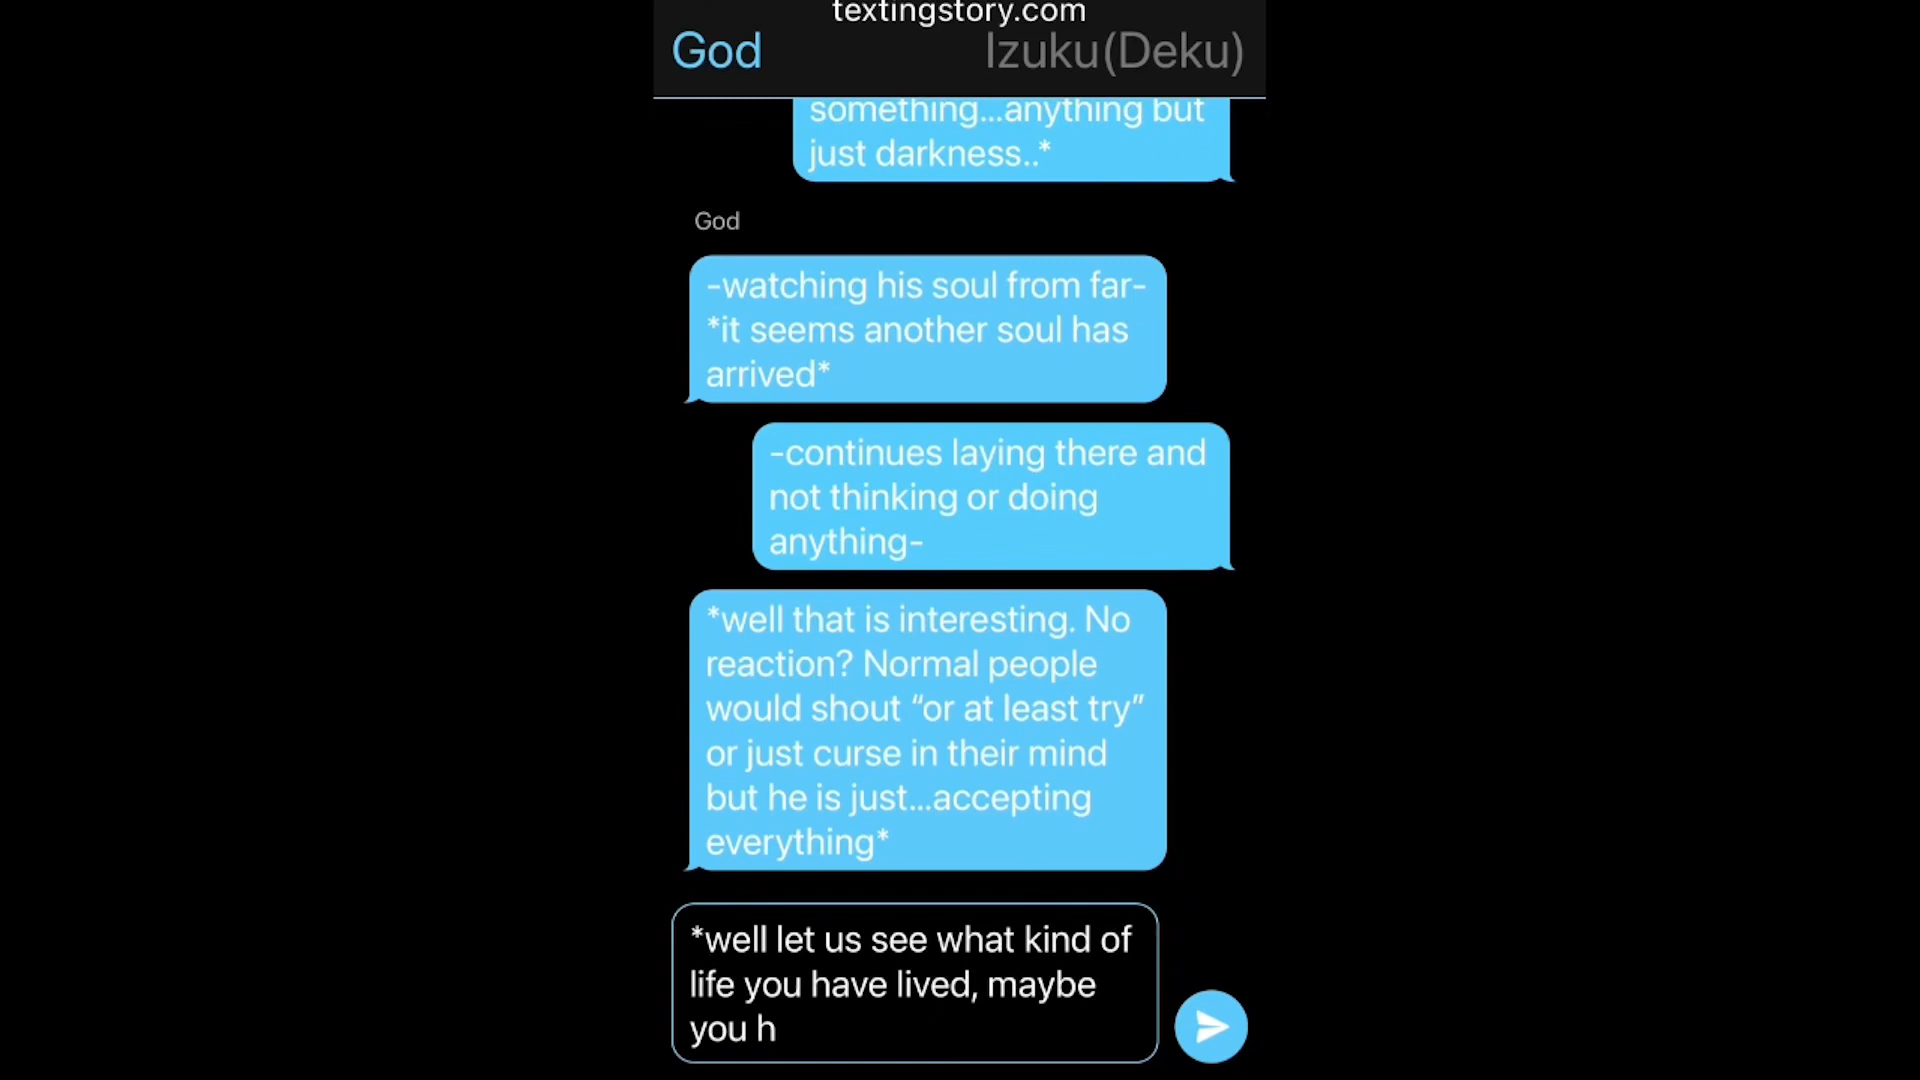 textingstory.com
God
Izuku(Deku)
something...anything but
just darkness..*
God
-watching his soul from far-
*it seems another soul has
arrived*
-continues laying there and
not thinking or doing
anything-
*well that is interesting. No
reaction? Normal people
would shout “or at least try”
or just curse in their mind
but he is just...accepting
everything*
*well let us see what kind of
life you have lived, maybe
you h